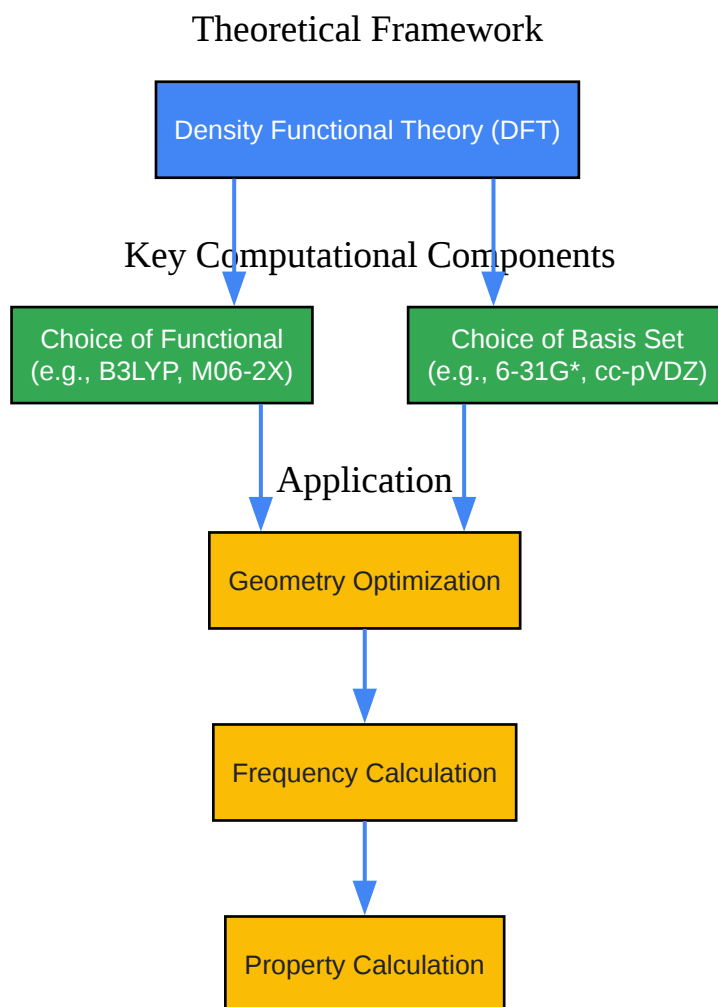 Theoretical Framework
Density Functional Theory (DFT)
Key Computational Components
Choice of Functional
(e.g., B3LYP, M06-2X)
Choice of Basis Set
(e.g., 6-31G*, cc-pVDZ)
Application
Geometry Optimization
Frequency Calculation
Property Calculation